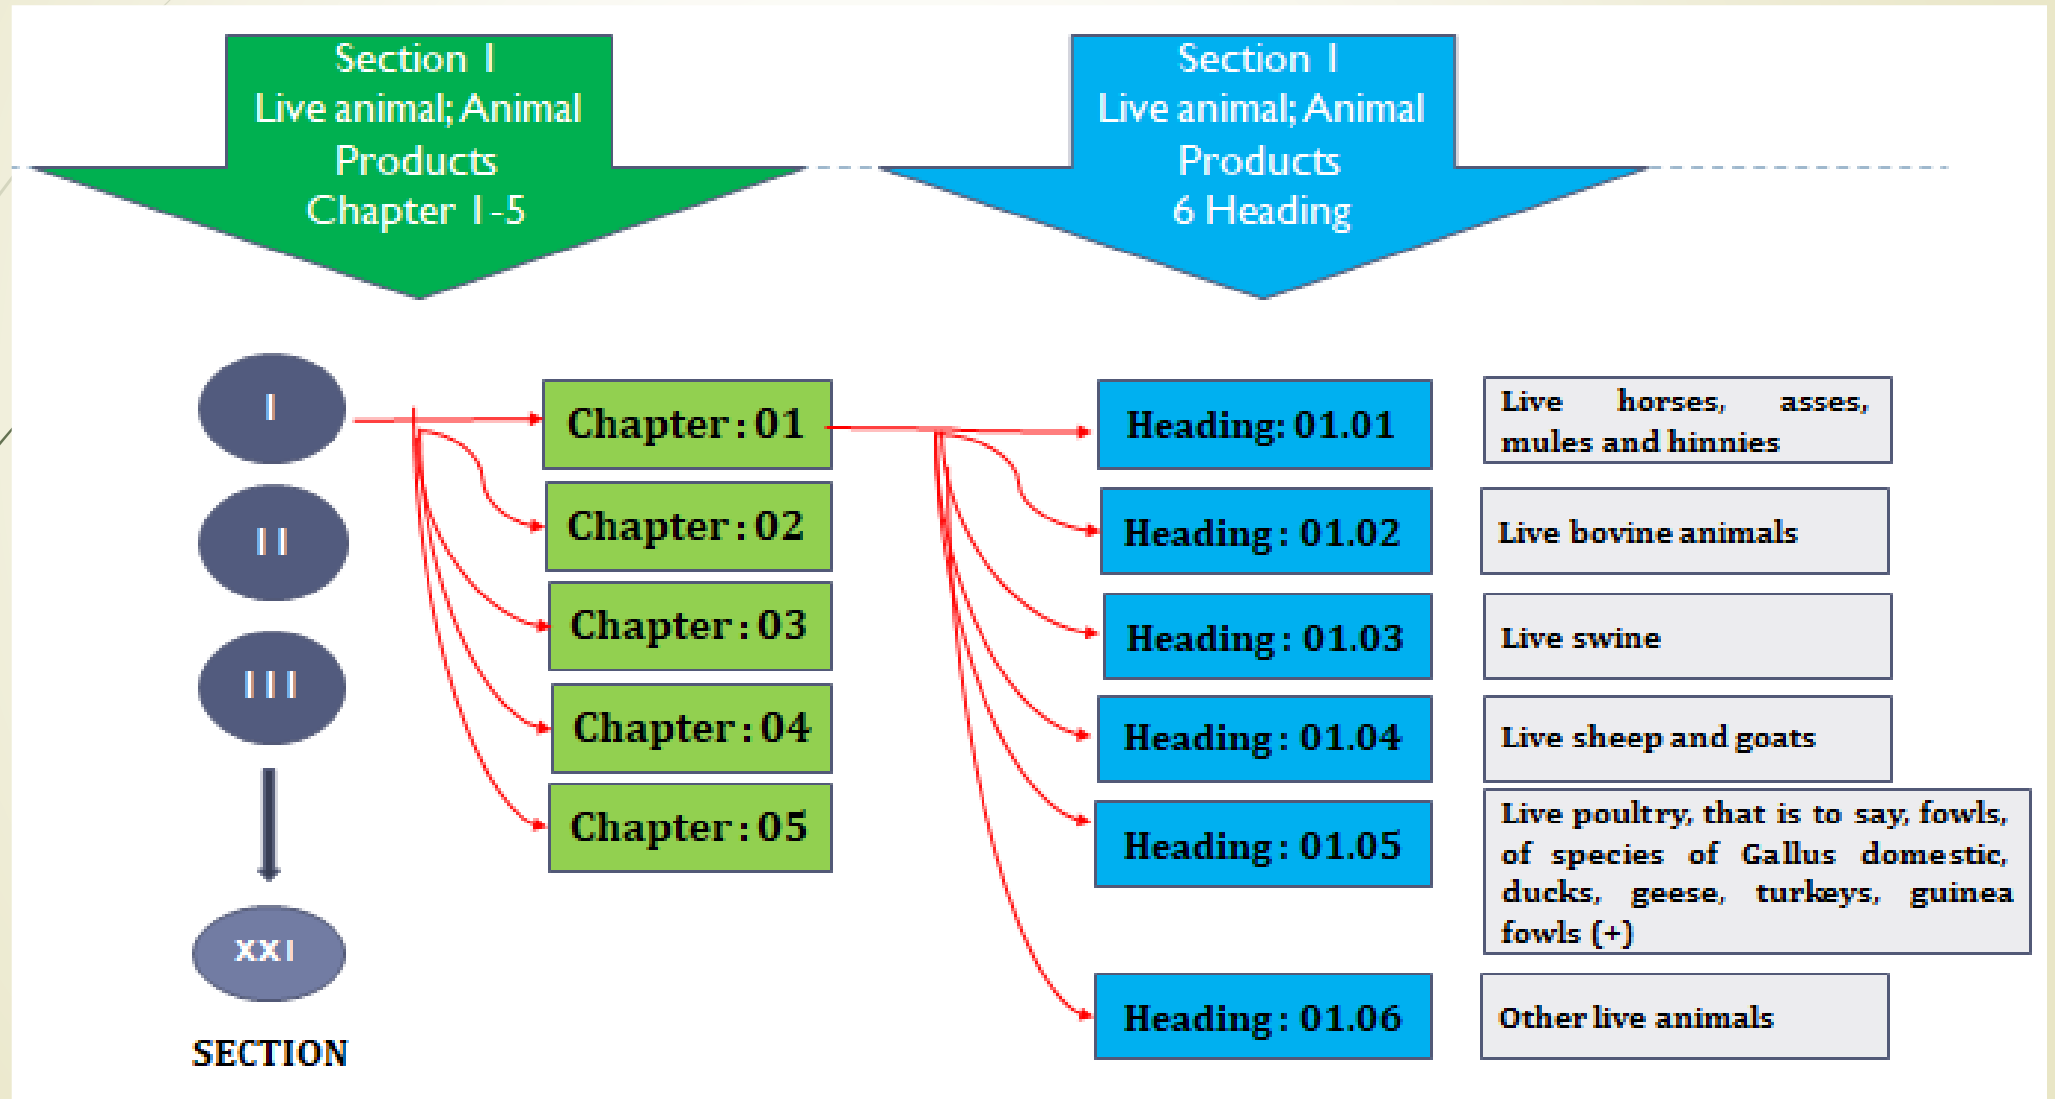 Section I
Live animal; Animal
Products
Chapter 1-5
Section I
Live animal; Animal
Products
6 Heading
I
II
III
XXI
SECTION
Chapter : 01
Chapter : 02
Chapter : 03
Chapter : 04
Chapter : 05
Heading: 01.01
Live horses, asses,
mules and hinnies
Heading : 01.02
Live bovine animals
Heading : 01.03
Live swine
Heading : 01.04
Live sheep and goats
Heading : 01.05
Live poultry, that is to say, fowls,
of species of Gallus domestic,
ducks, geese, turkeys, guinea
fowls (+)
Heading : 01.06
Other live animals